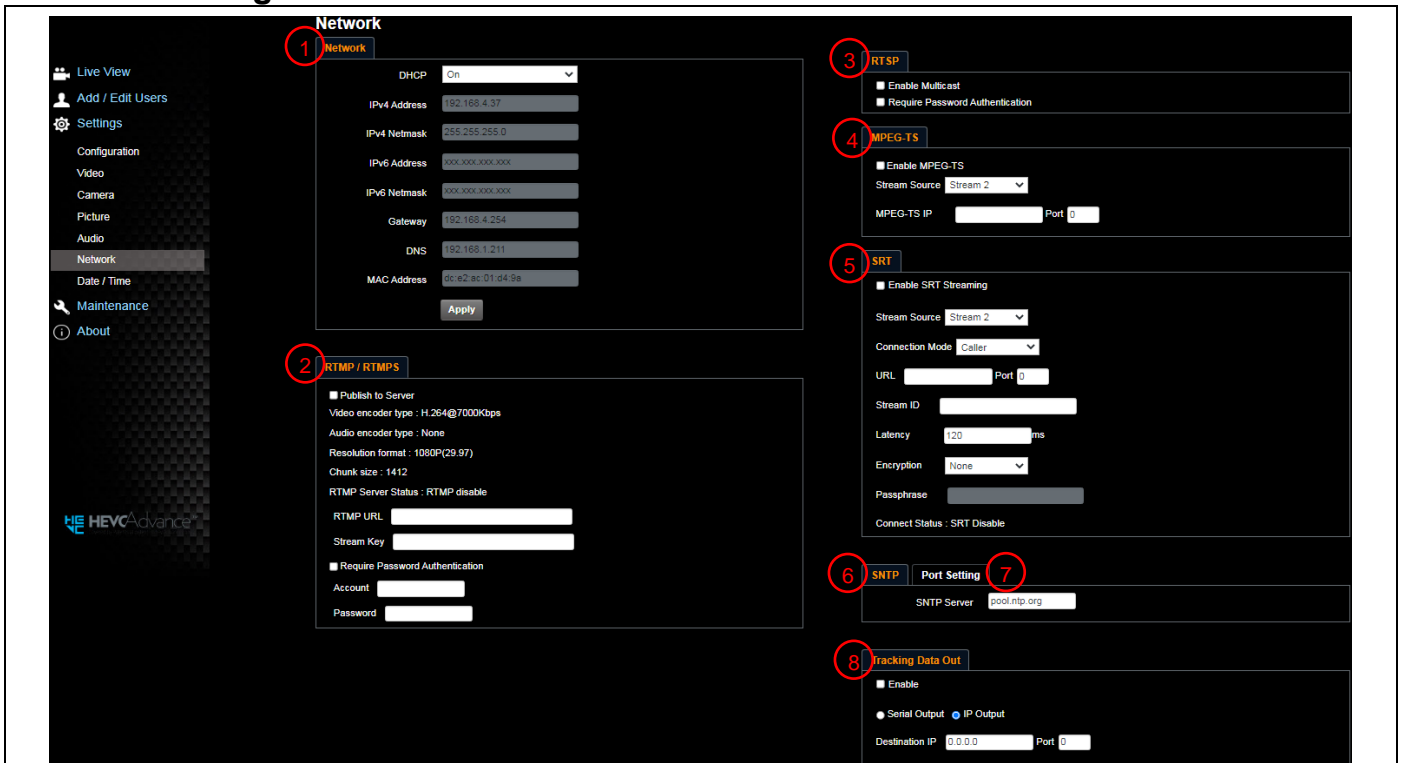 Network
1 Network
DHCP On
IPv4 Address 192.168.4.37
IPv4 Netmask 255.255.255.0
IPv6 Address xxx.xxx.xxx.xxx
IPv6 Netmask xxx.xxx.xxx.xxx
Gateway 192.168.4.254
DNS 192.168.1.211
MAC Address dc:e2:ac:01:d4:9a
Apply
Live View
Add / Edit Users
Settings
Configuration
Video
Camera
Picture
Audio
Network
Date / Time
Maintenance
About
HEVCAdvance
2 RTMP / RTMPS
Publish to Server
Video encoder type : H.264@7000Kbps
Audio encoder type : None
Resolution format : 1080P(29.97)
Chunk size : 1412
RTMP Server Status : RTMP disable
RTMP URL
Stream Key
Require Password Authentication
Account
Password
3 RTSP
Enable Multicast
Require Password Authentication
4 MPEG-TS
Enable MPEG-TS
Stream Source Stream 2
MPEG-TS IP Port 0
5 SRT
Enable SRT Streaming
Stream Source Stream 2
Connection Mode Caller
URL Port 0
Stream ID
Latency 120 ms
Encryption None
Passphrase
Connect Status : SRT Disable
6 SNTP Port Setting 7
SNTP Server pool.ntp.org
8 Tracking Data Out
Enable
Serial Output IP Output
Destination IP 0.0.0.0 Port 0